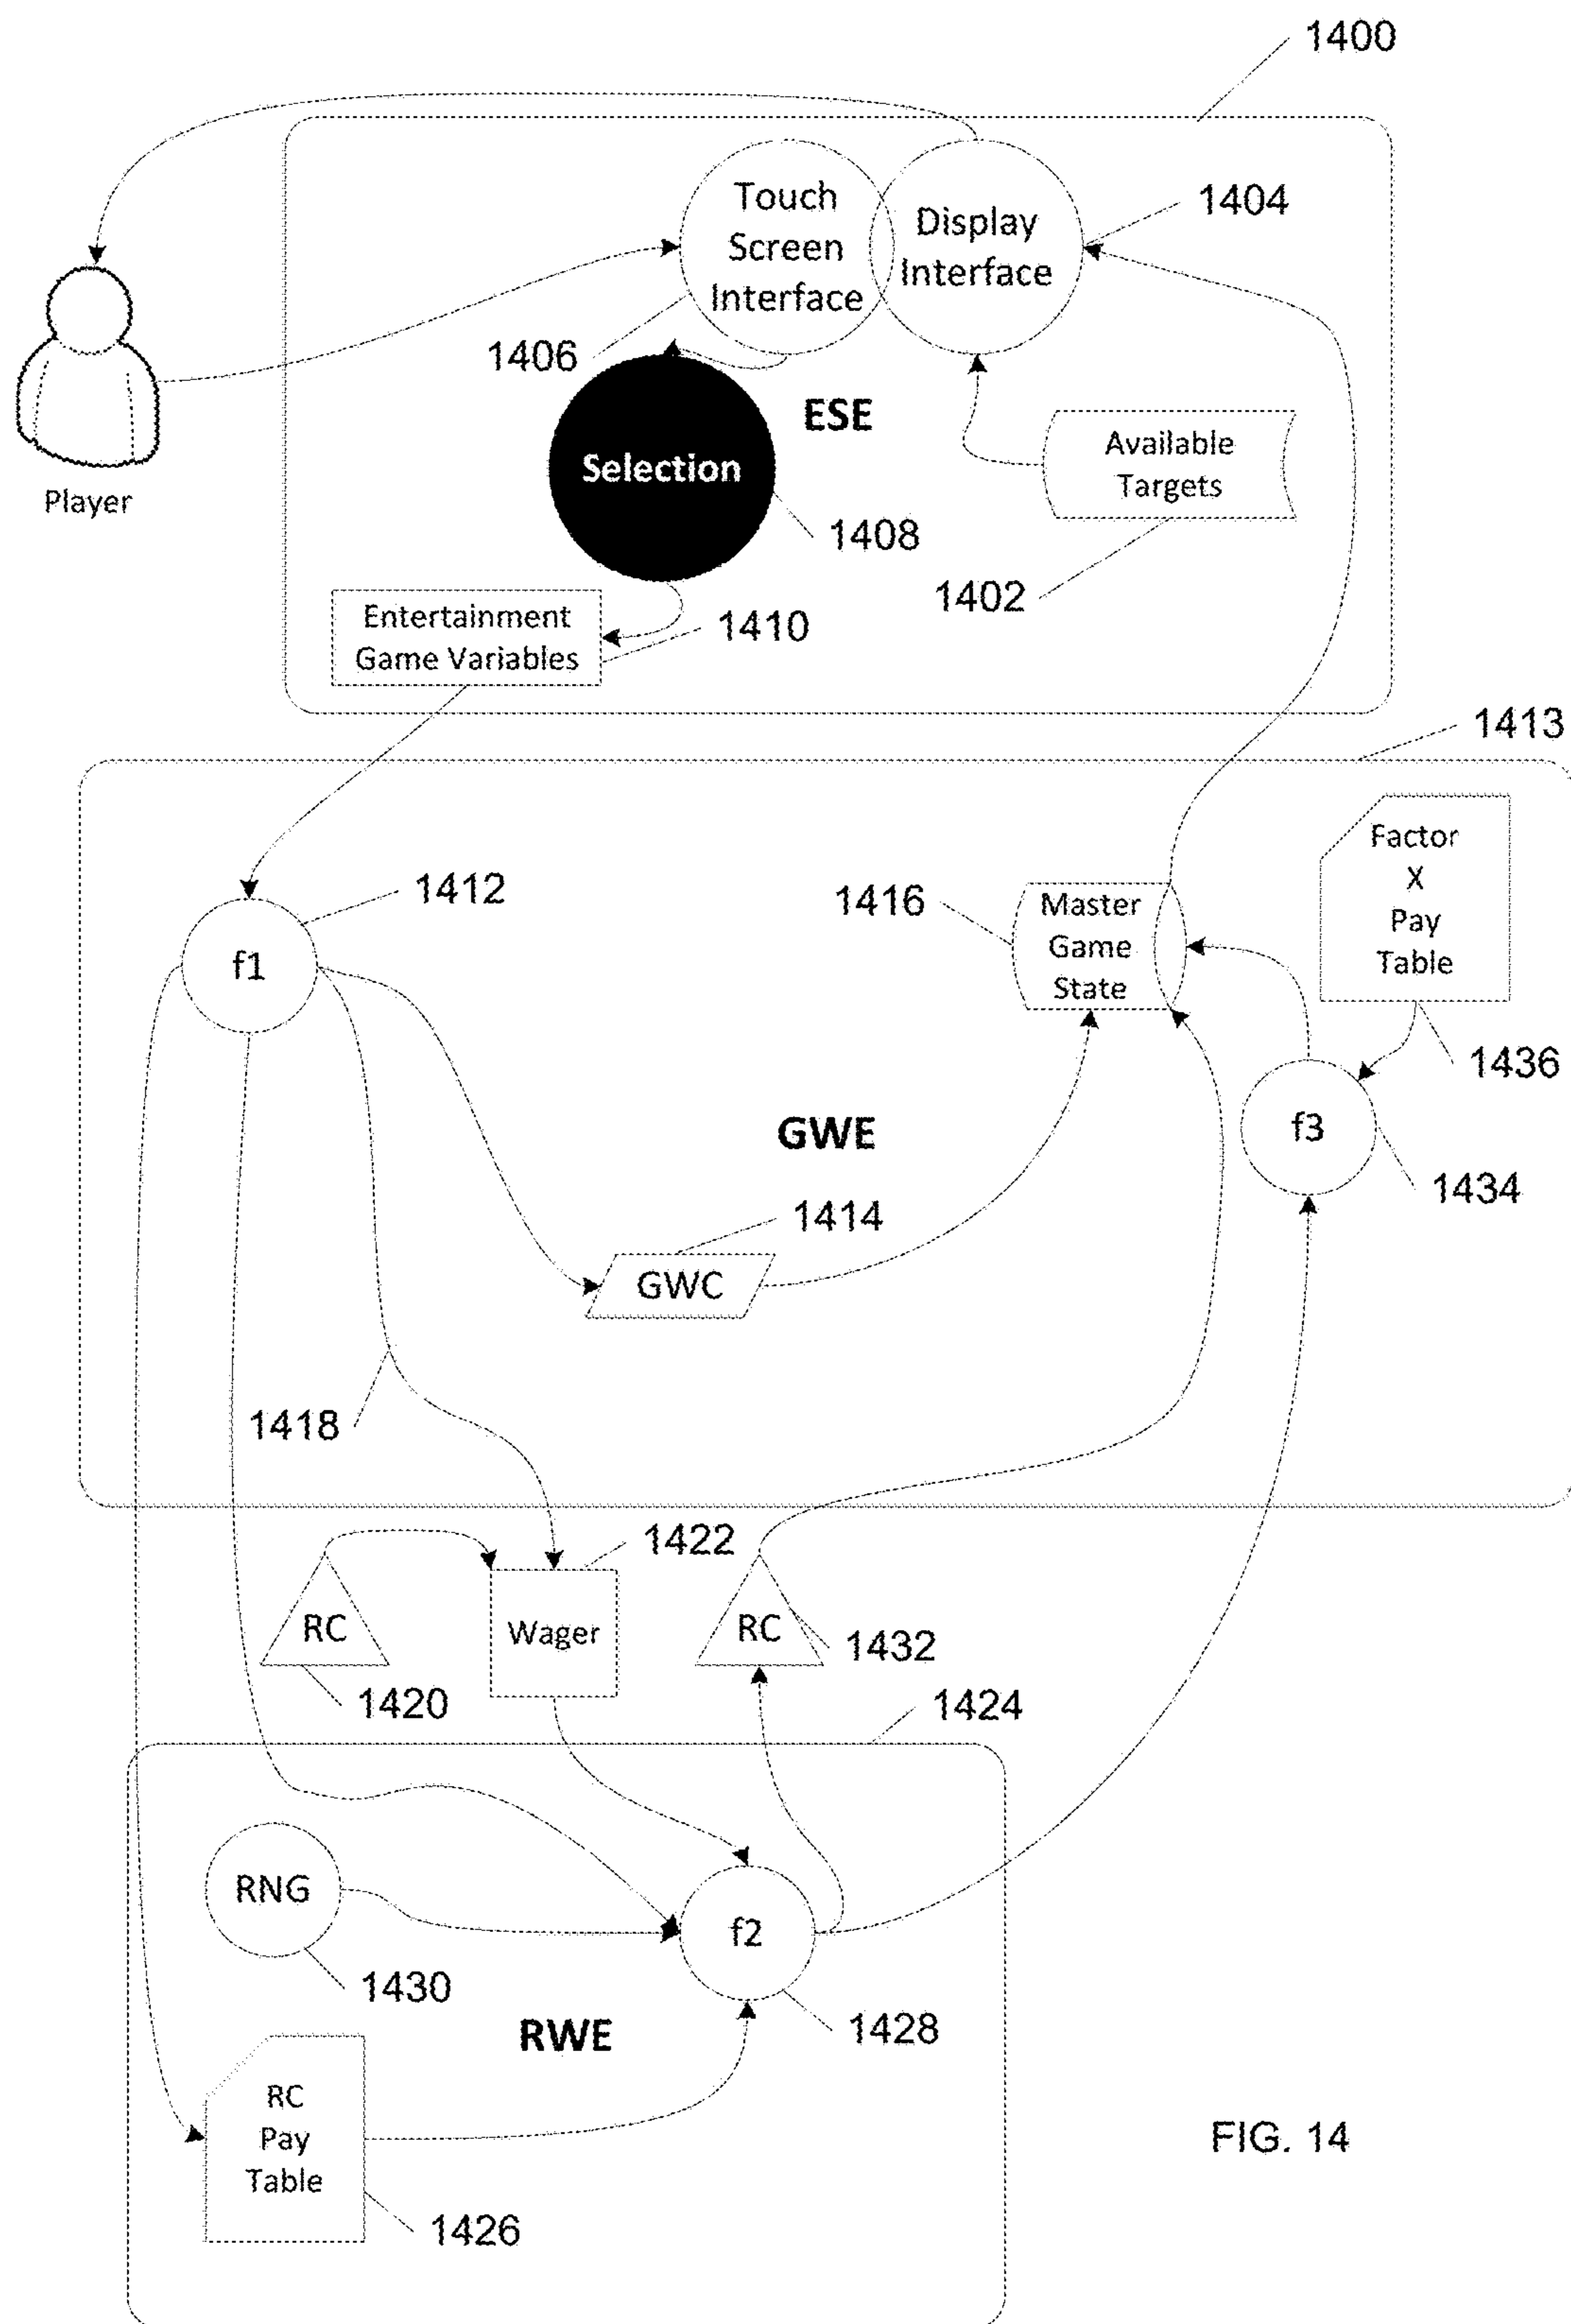 1400
Touch
Screen
Interface
Display
Interface
1404
1406
ESE
Available
Targets
Selection
Player
1408
1402
Entertainment
Game Variables
1410
1413
Factor
X
Pay
Table
1412
1416
Master
Game
State
f1
1436
GWE
f3
1434
1414
GWC
1418
1422
RC
Wager
RC
1432
1420
1424
RNG
f2
1430
RWE
1428
RC
Pay
Table
1426
FIG. 14